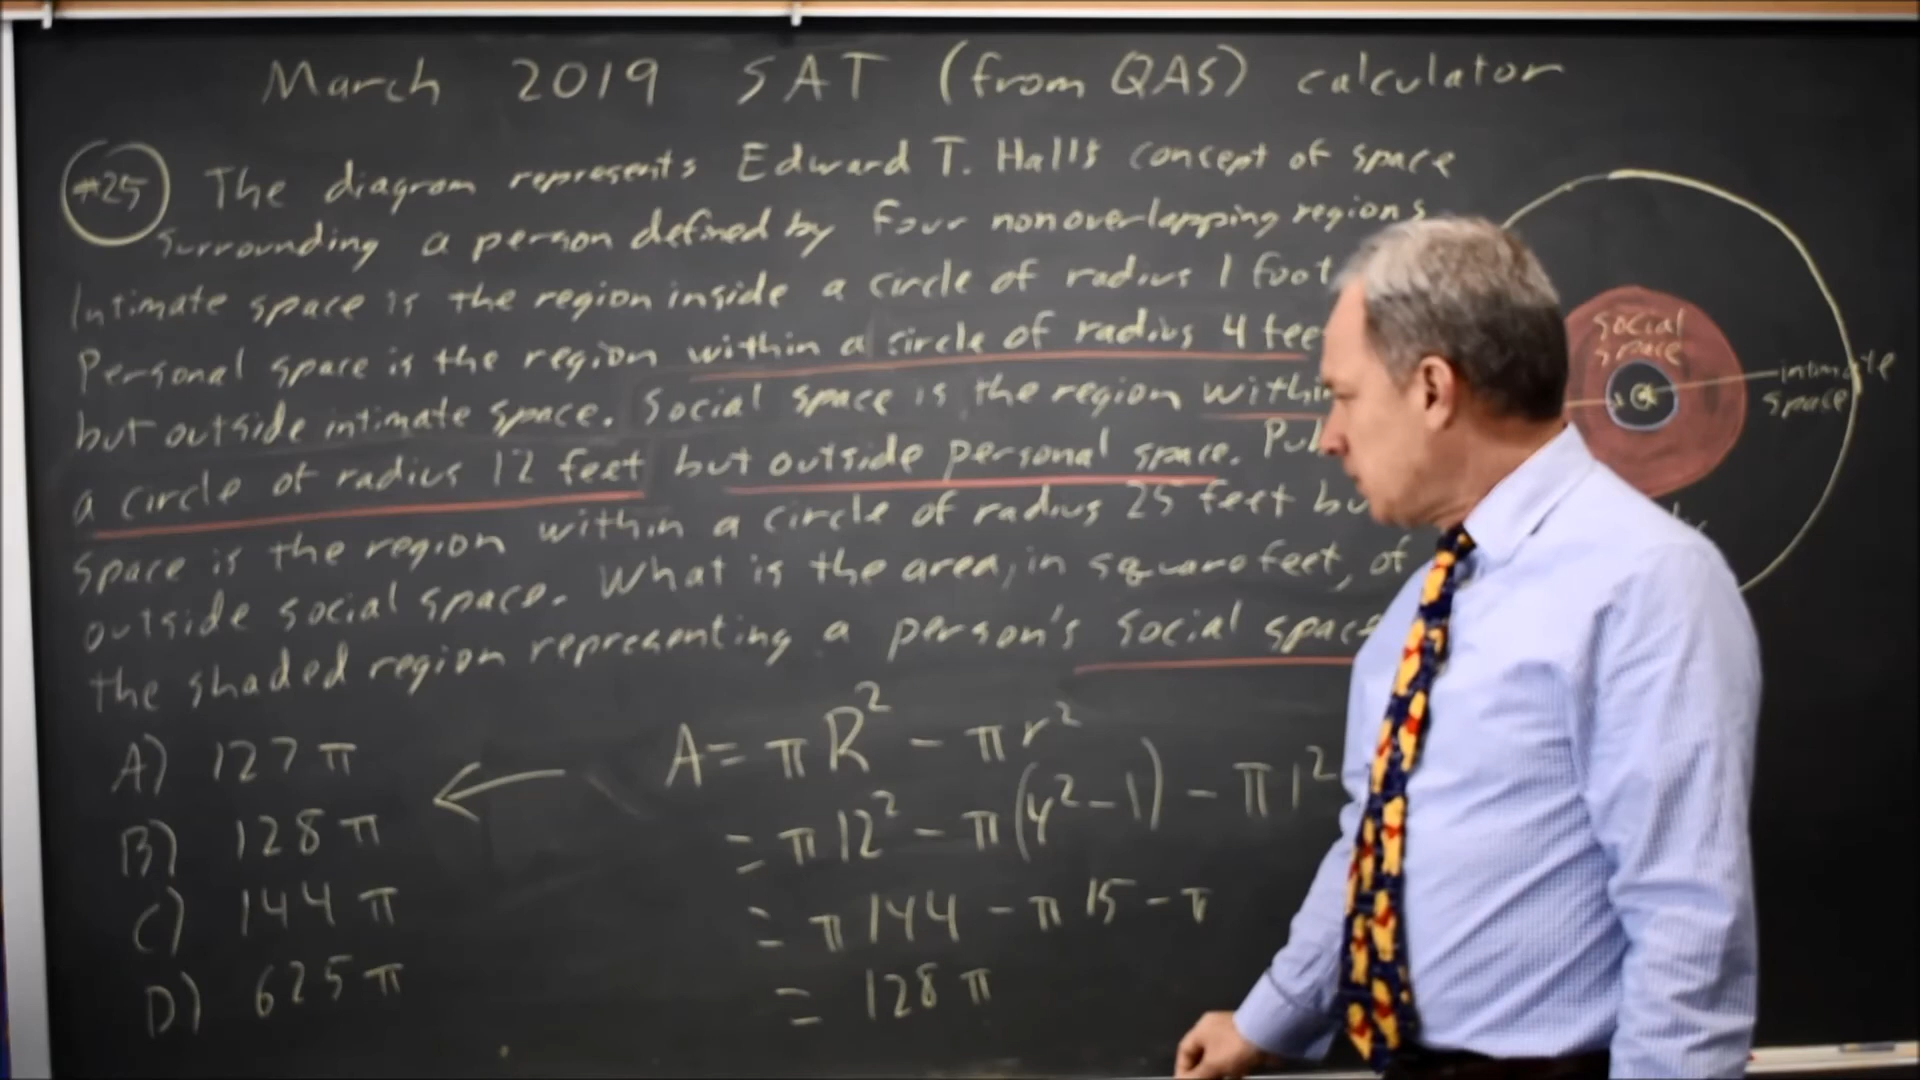 March 2019 SAT (from QAS) calculator
#25 The diagram represents Edward T. Hall's concept of space
surrounding a person defined by four nonoverlapping regions
Intimate space is the region inside a circle of radius 1 foot
Personal space is the region within a circle of radius 4 fee
but outside intimate space. Social space is the region within
a circle of radius 12 feet but outside personal space. Pub
space is the region within a circle of radius 25 feet bu
outside social space. What is the area, in square feet, of
the shaded region representing a person's social space
A) 127π
B) 128π
C) 144π
D) 625π
A = πR² - πr²
= π12² - π(4²-1) - π1²
= π144 - π15 - π
= 128π
social
space
intimate
space